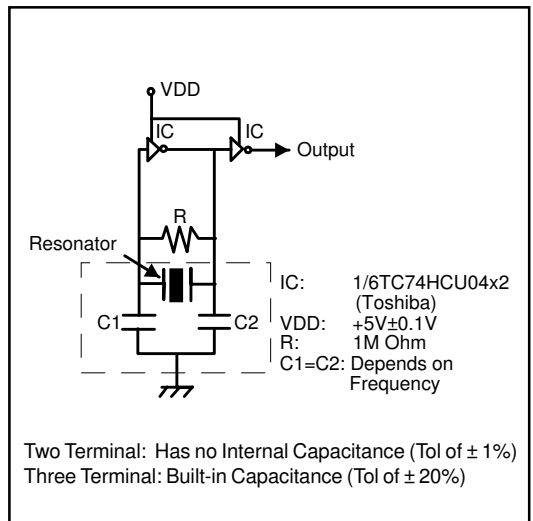 VDD
IC
IC
Output
R
Resonator
C1
C2
IC: 1/6TC74HCU04x2
(Toshiba)
VDD: +5V±0.1V
R: 1M Ohm
C1=C2: Depends on
Frequency
Two Terminal: Has no Internal Capacitance (Tol of ± 1%)
Three Terminal: Built-in Capacitance (Tol of ± 20%)